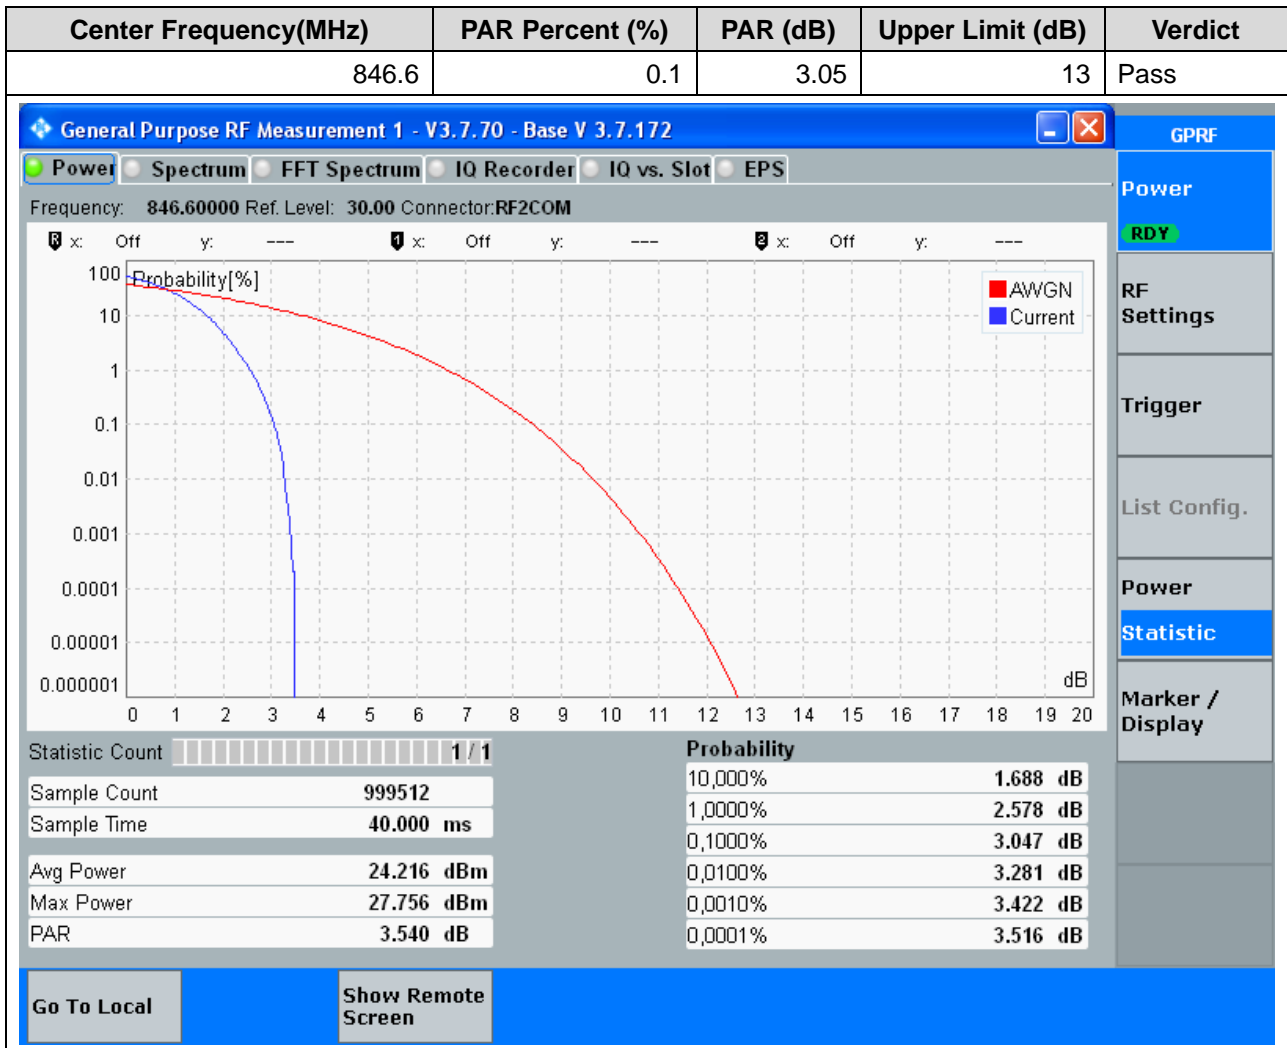 Center Frequency(MHz) PAR Percent (%) PAR (dB) Upper Limit (dB) Verdict
846.6 0.1 3.05 13 Pass
General Purpose RF Measurement 1 - V3.7.70 - Base V 3.7.172
GPRF
Power Spectrum FFT Spectrum IQ Recorder IQ vs. Slot EPS
Frequency: 846.60000 Ref. Level: 30.00 Connector:RF2COM
R x: Off y: --- 1 x: Off y: --- 2 x: Off y: ---
Probability[%]
AWGN
Current
100
10
1
0.1
0.01
0.001
0.0001
0.00001
0.000001
dB
0 1 2 3 4 5 6 7 8 9 10 11 12 13 14 15 16 17 18 19 20
Statistic Count 1 / 1
Sample Count 999512
Sample Time 40.000 ms
Avg Power 24.216 dBm
Max Power 27.756 dBm
PAR 3.540 dB
Probability
10,000% 1.688 dB
1,0000% 2.578 dB
0,1000% 3.047 dB
0,0100% 3.281 dB
0,0010% 3.422 dB
0,0001% 3.516 dB
Power
RDY
RF
Settings
Trigger
List Config.
Power
Statistic
Marker /
Display
Go To Local
Show Remote
Screen